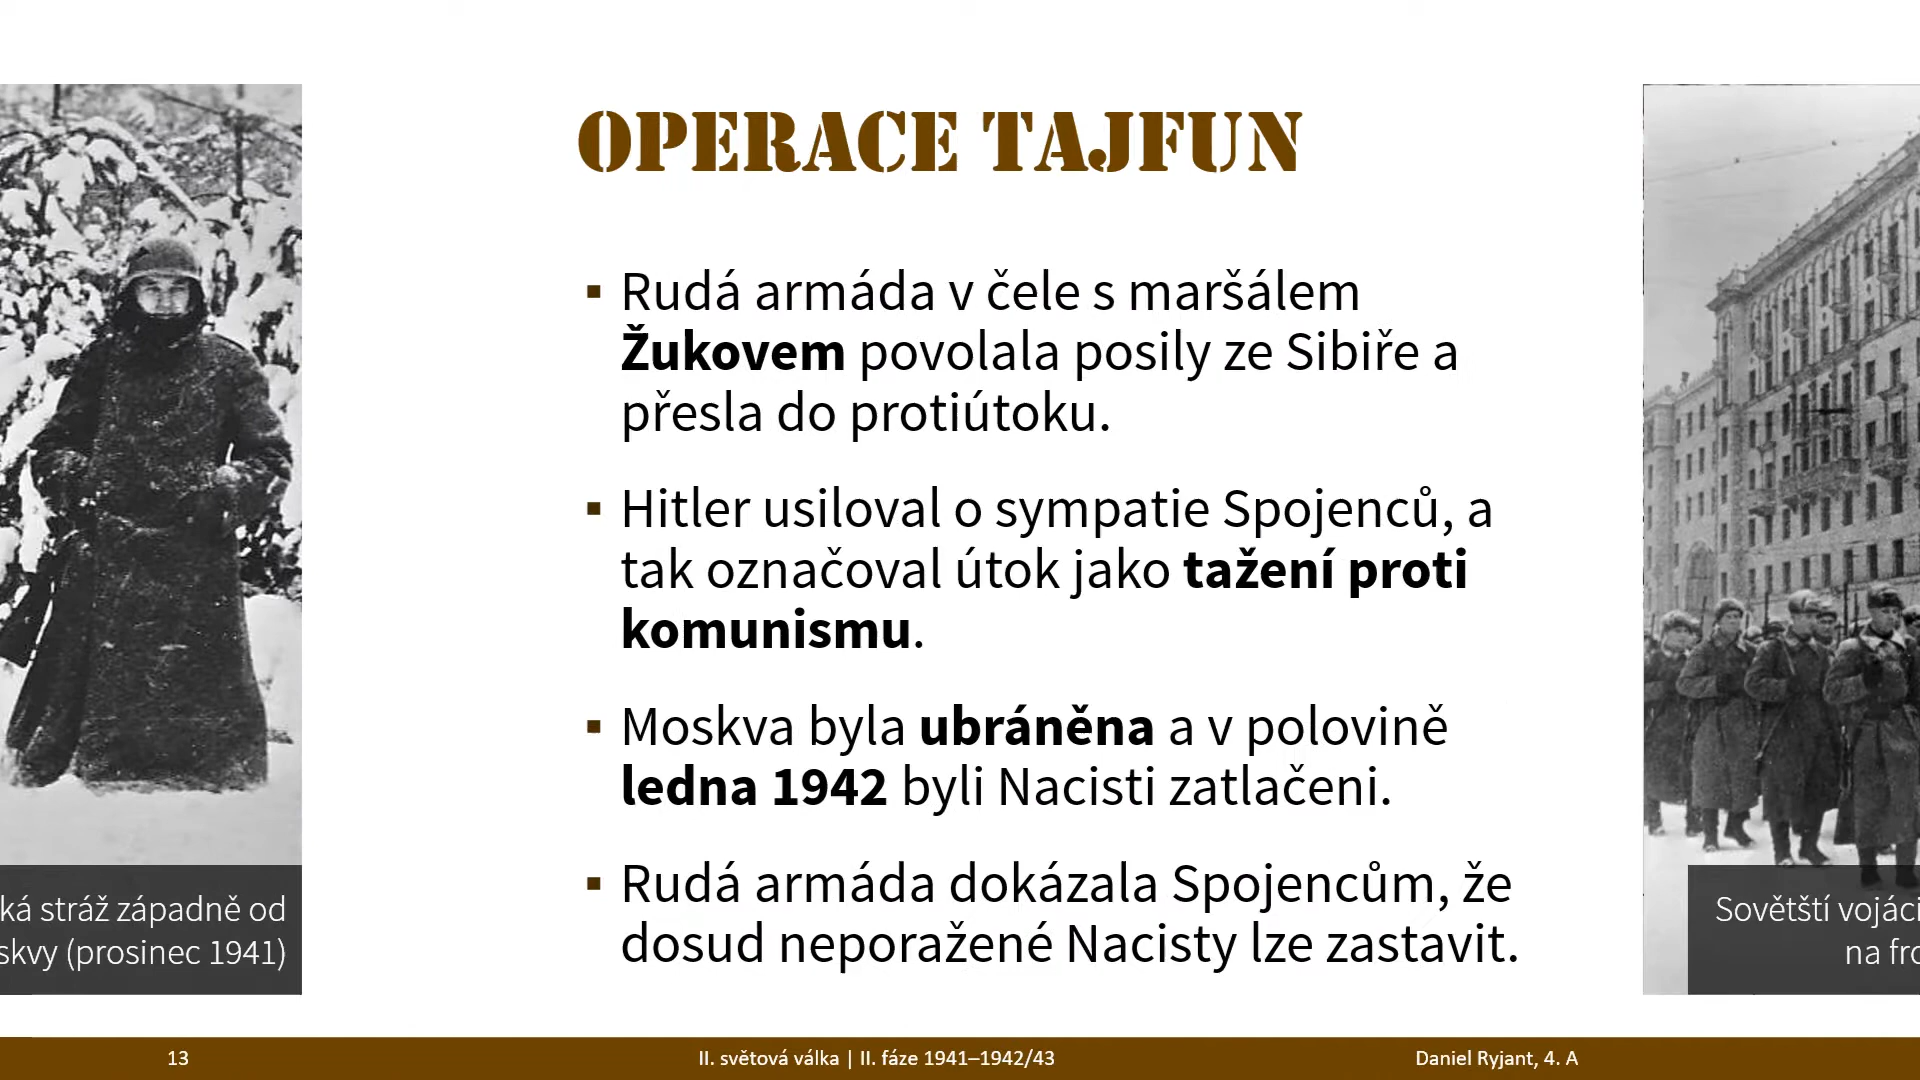 OPERACE TAJFUN
▪ Rudá armáda v čele s maršálem
Žukovem povolala posily ze Sibiře a
přesla do protiútoku.
▪ Hitler usiloval o sympatie Spojenců, a
tak označoval útok jako tažení proti
komunismu.
▪ Moskva byla ubráněna a v polovině
ledna 1942 byli Nacisti zatlačeni.
▪ Rudá armáda dokázala Spojencům, že
dosud neporažené Nacisty lze zastavit.
ká stráž západně od
skvy (prosinec 1941)
Sovětští vojáci
na fro
13
II. světová válka | II. fáze 1941–1942/43
Daniel Ryjant, 4. A